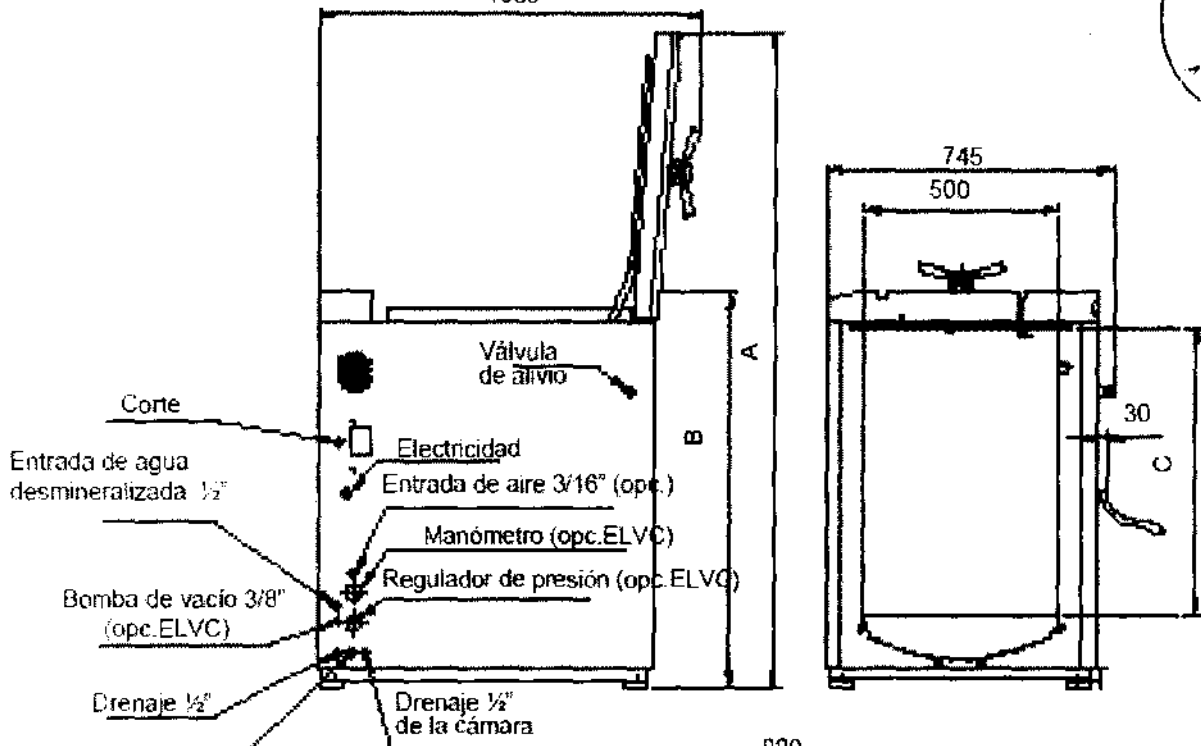 745
500
A
Válvula
de alivio
Corte
30
B
Electricidad
C
Entrada de agua
desmineralizada ½"
Entrada de aire 3/16" (opc.)
Manómetro (opc.ELVC)
Regulador de presión (opc.ELVC)
Bomba de vacío 3/8"
(opc.ELVC)
Drenaje ½"
Drenaje ½"
de la cámara